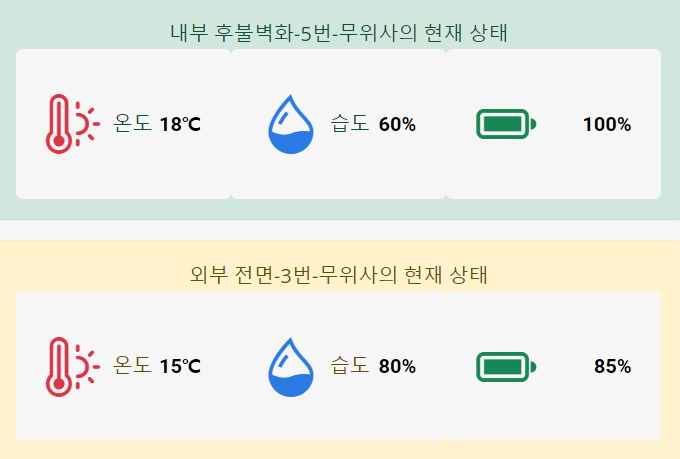 내부 후불벽화-5번-무위사의 현재 상태
온도 18℃ 습도 60% 100%
외부 전면-3번-무위사의 현재 상태
온도 15℃ 습도 80% 85%